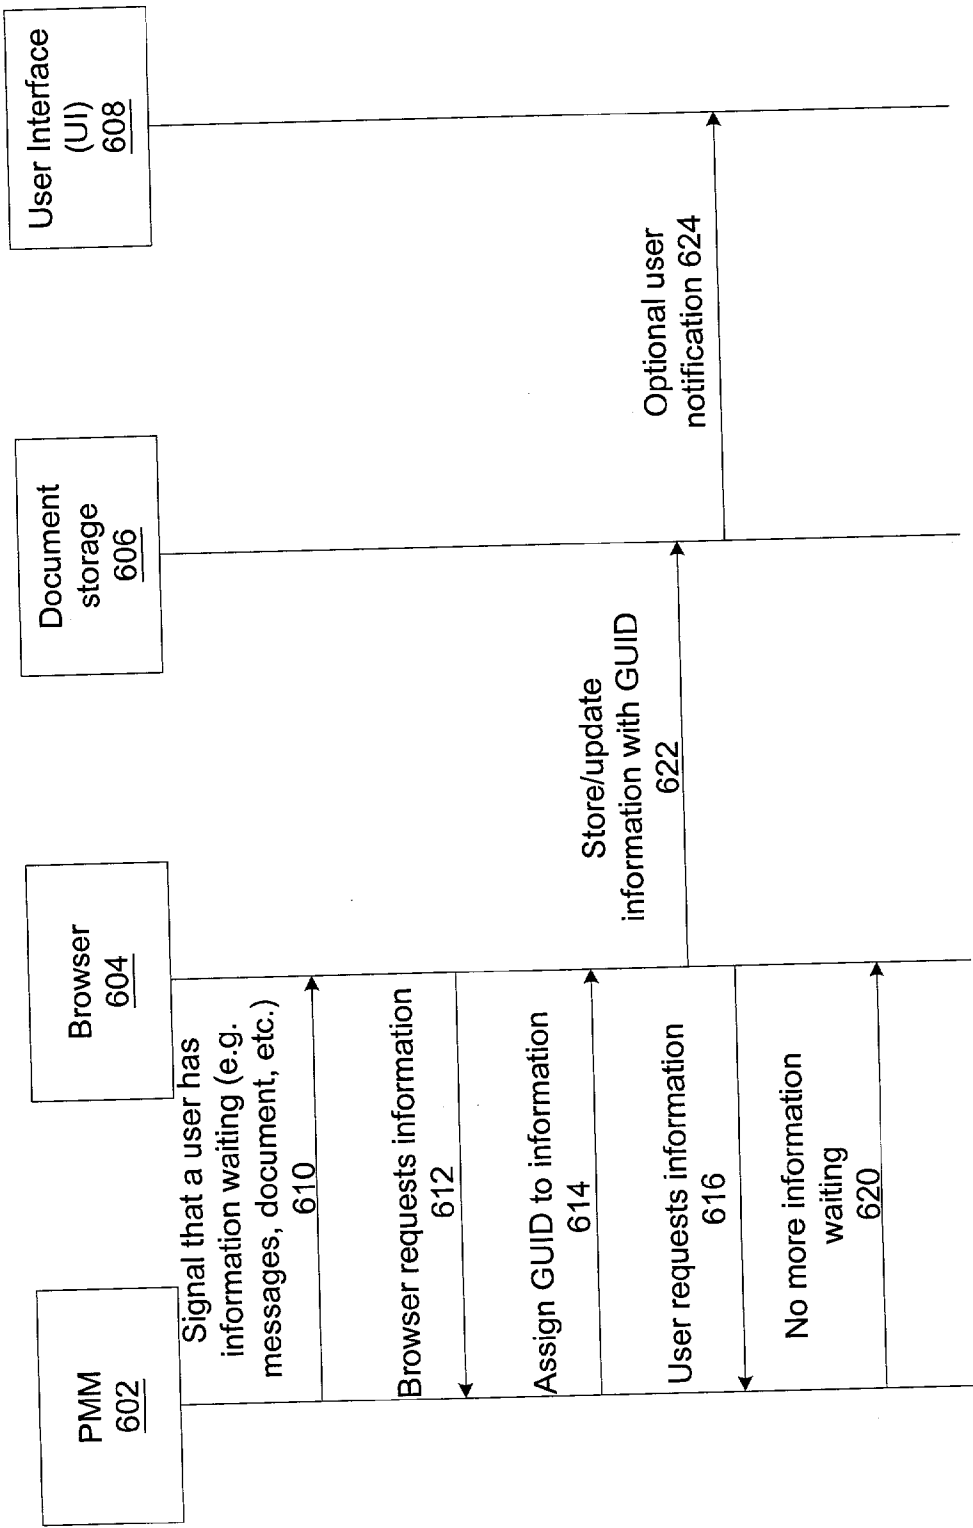 PMM
602
Browser
604
Document
storage
606
User Interface
(UI)
608
Signal that a user has
information waiting (e.g.
messages, document, etc.)
610
Browser requests information
612
Assign GUID to information
614
Store/update
information with GUID
622
Optional user
notification 624
User requests information
616
No more information
waiting
620